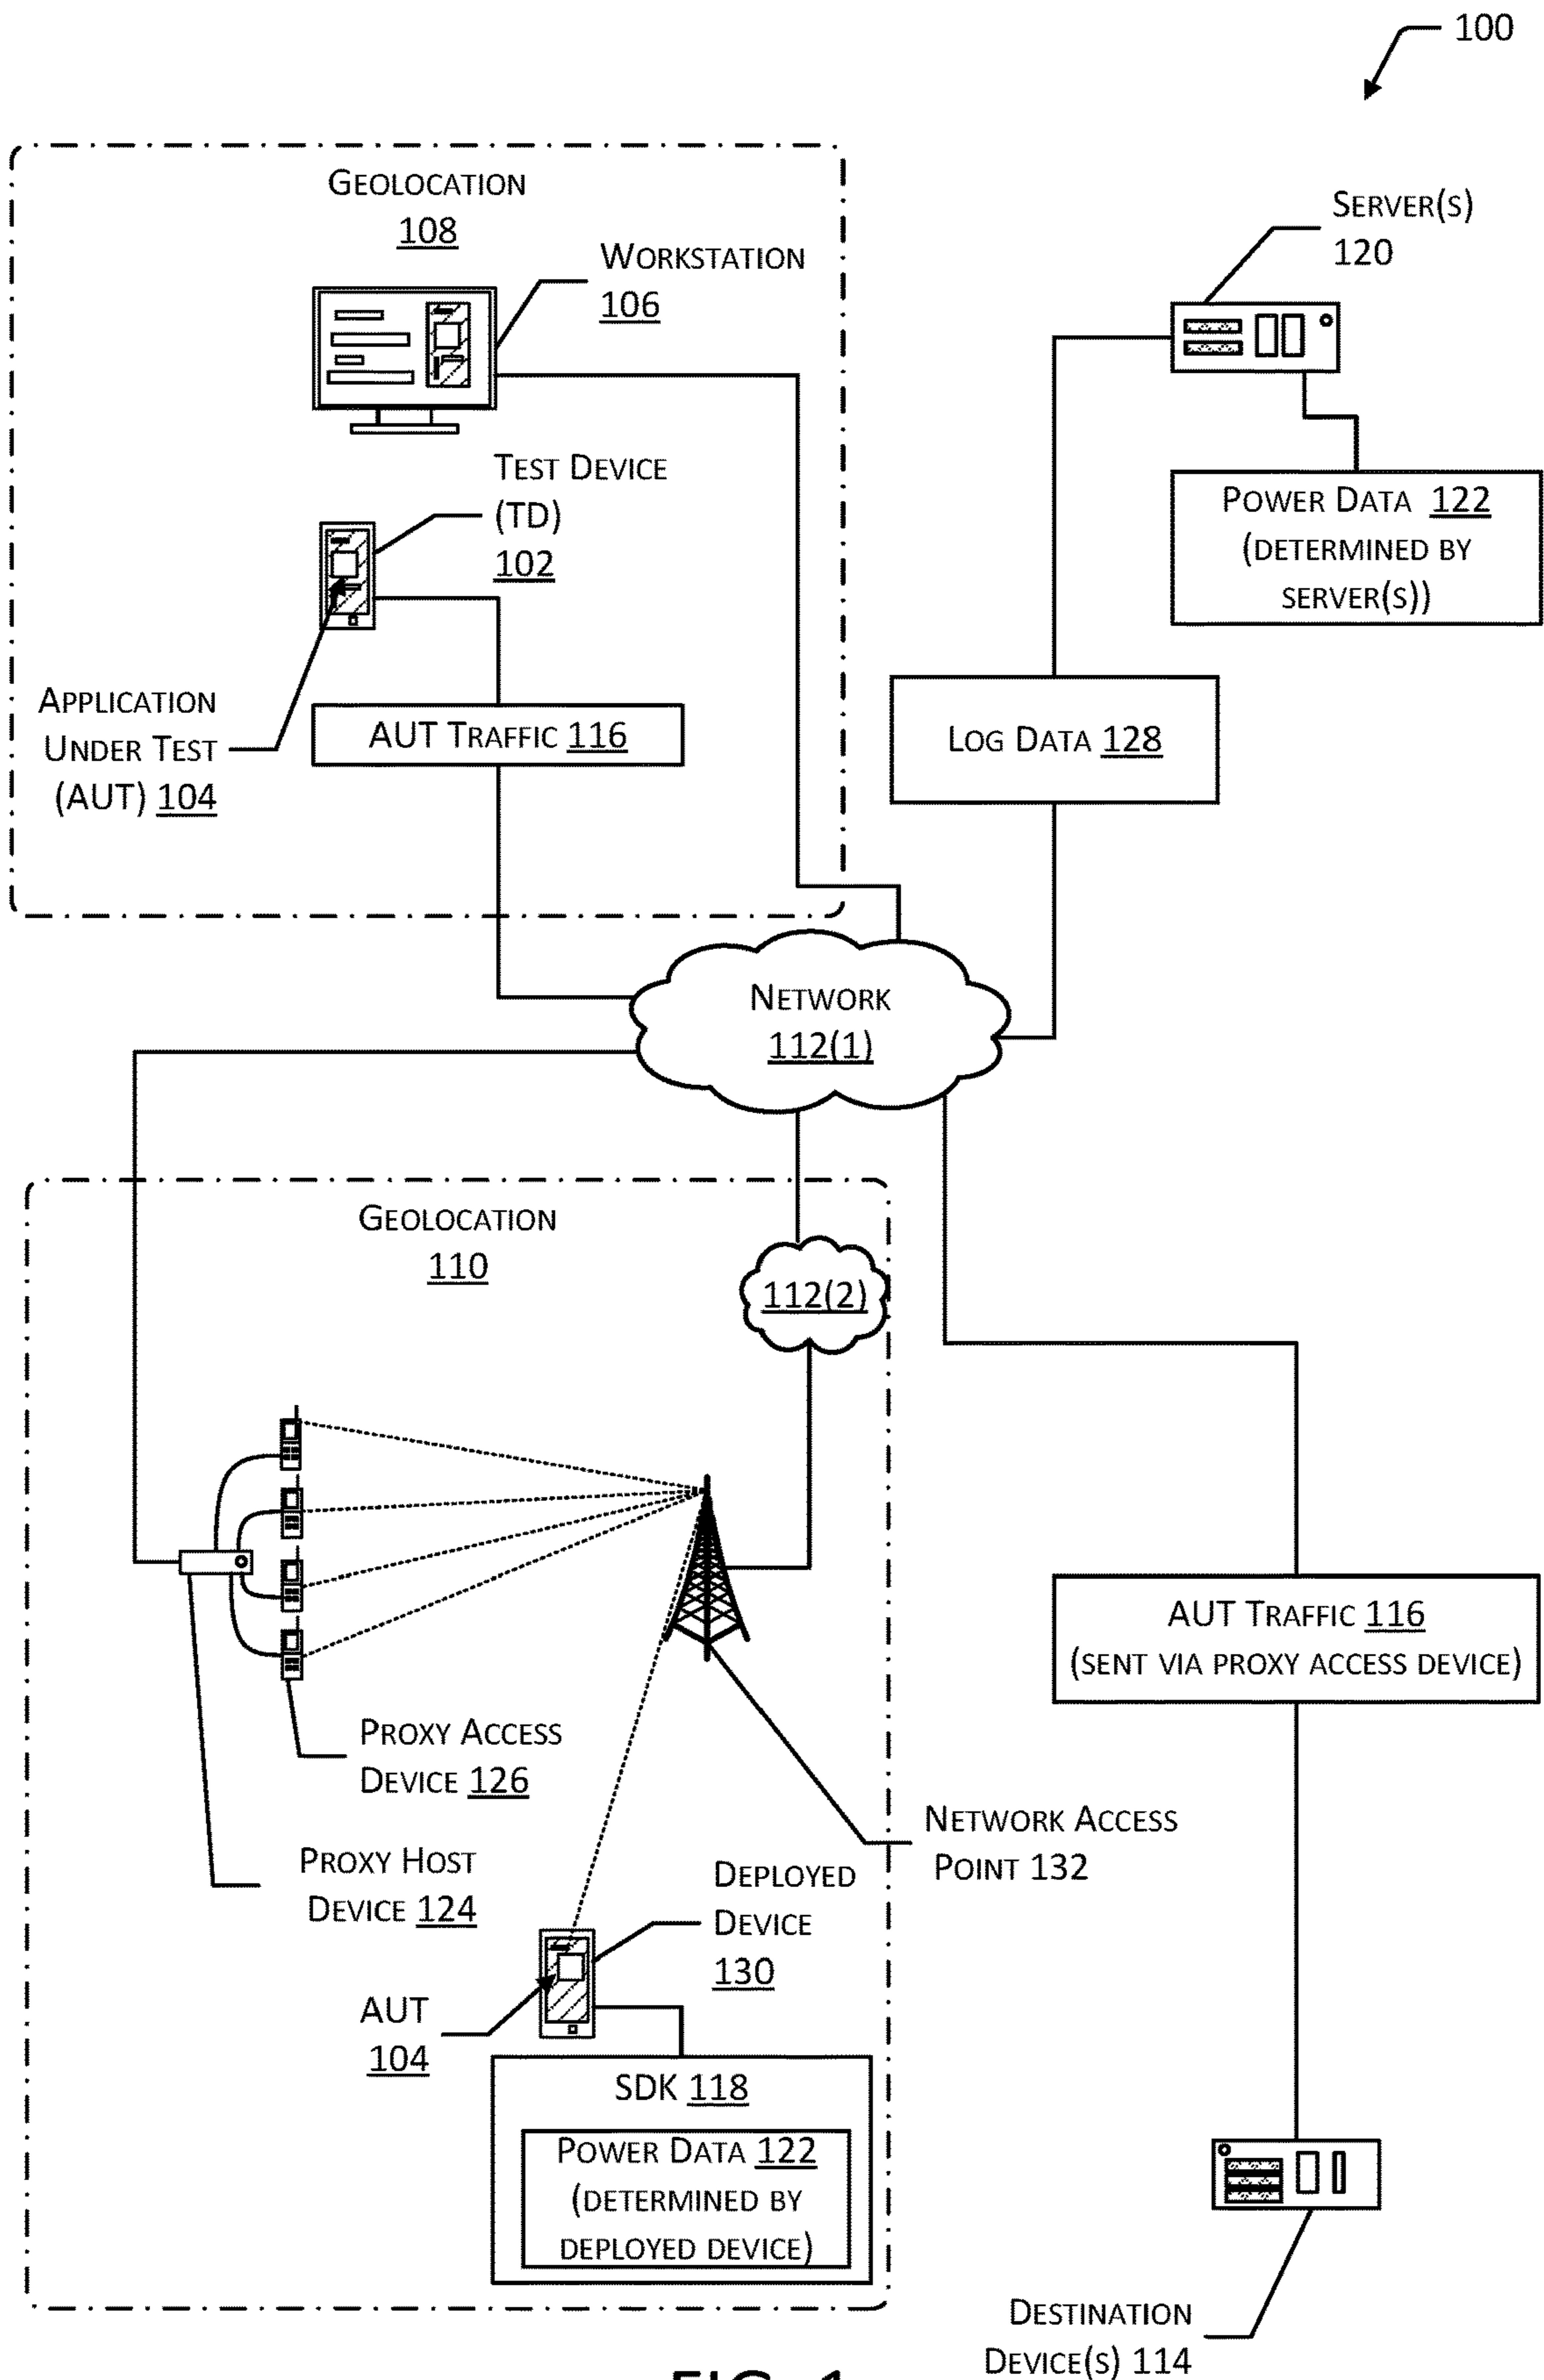 100
GEOLOCATION
108
WORKSTATION
106
SERVER(S)
120
TEST DEVICE
(TD)
102
POWER DATA 122
(DETERMINED BY
SERVER(S))
APPLICATION
UNDER TEST
(AUT) 104
AUT TRAFFIC 116
LOG DATA 128
NETWORK
112(1)
GEOLOCATION
110
112(2)
AUT TRAFFIC 116
(SENT VIA PROXY ACCESS DEVICE)
PROXY ACCESS
DEVICE 126
NETWORK ACCESS
POINT 132
PROXY HOST
DEVICE 124
DEPLOYED
DEVICE
130
AUT
104
SDK 118
POWER DATA 122
(DETERMINED BY
DEPLOYED DEVICE)
DESTINATION
DEVICE(S) 114
FIG. 1